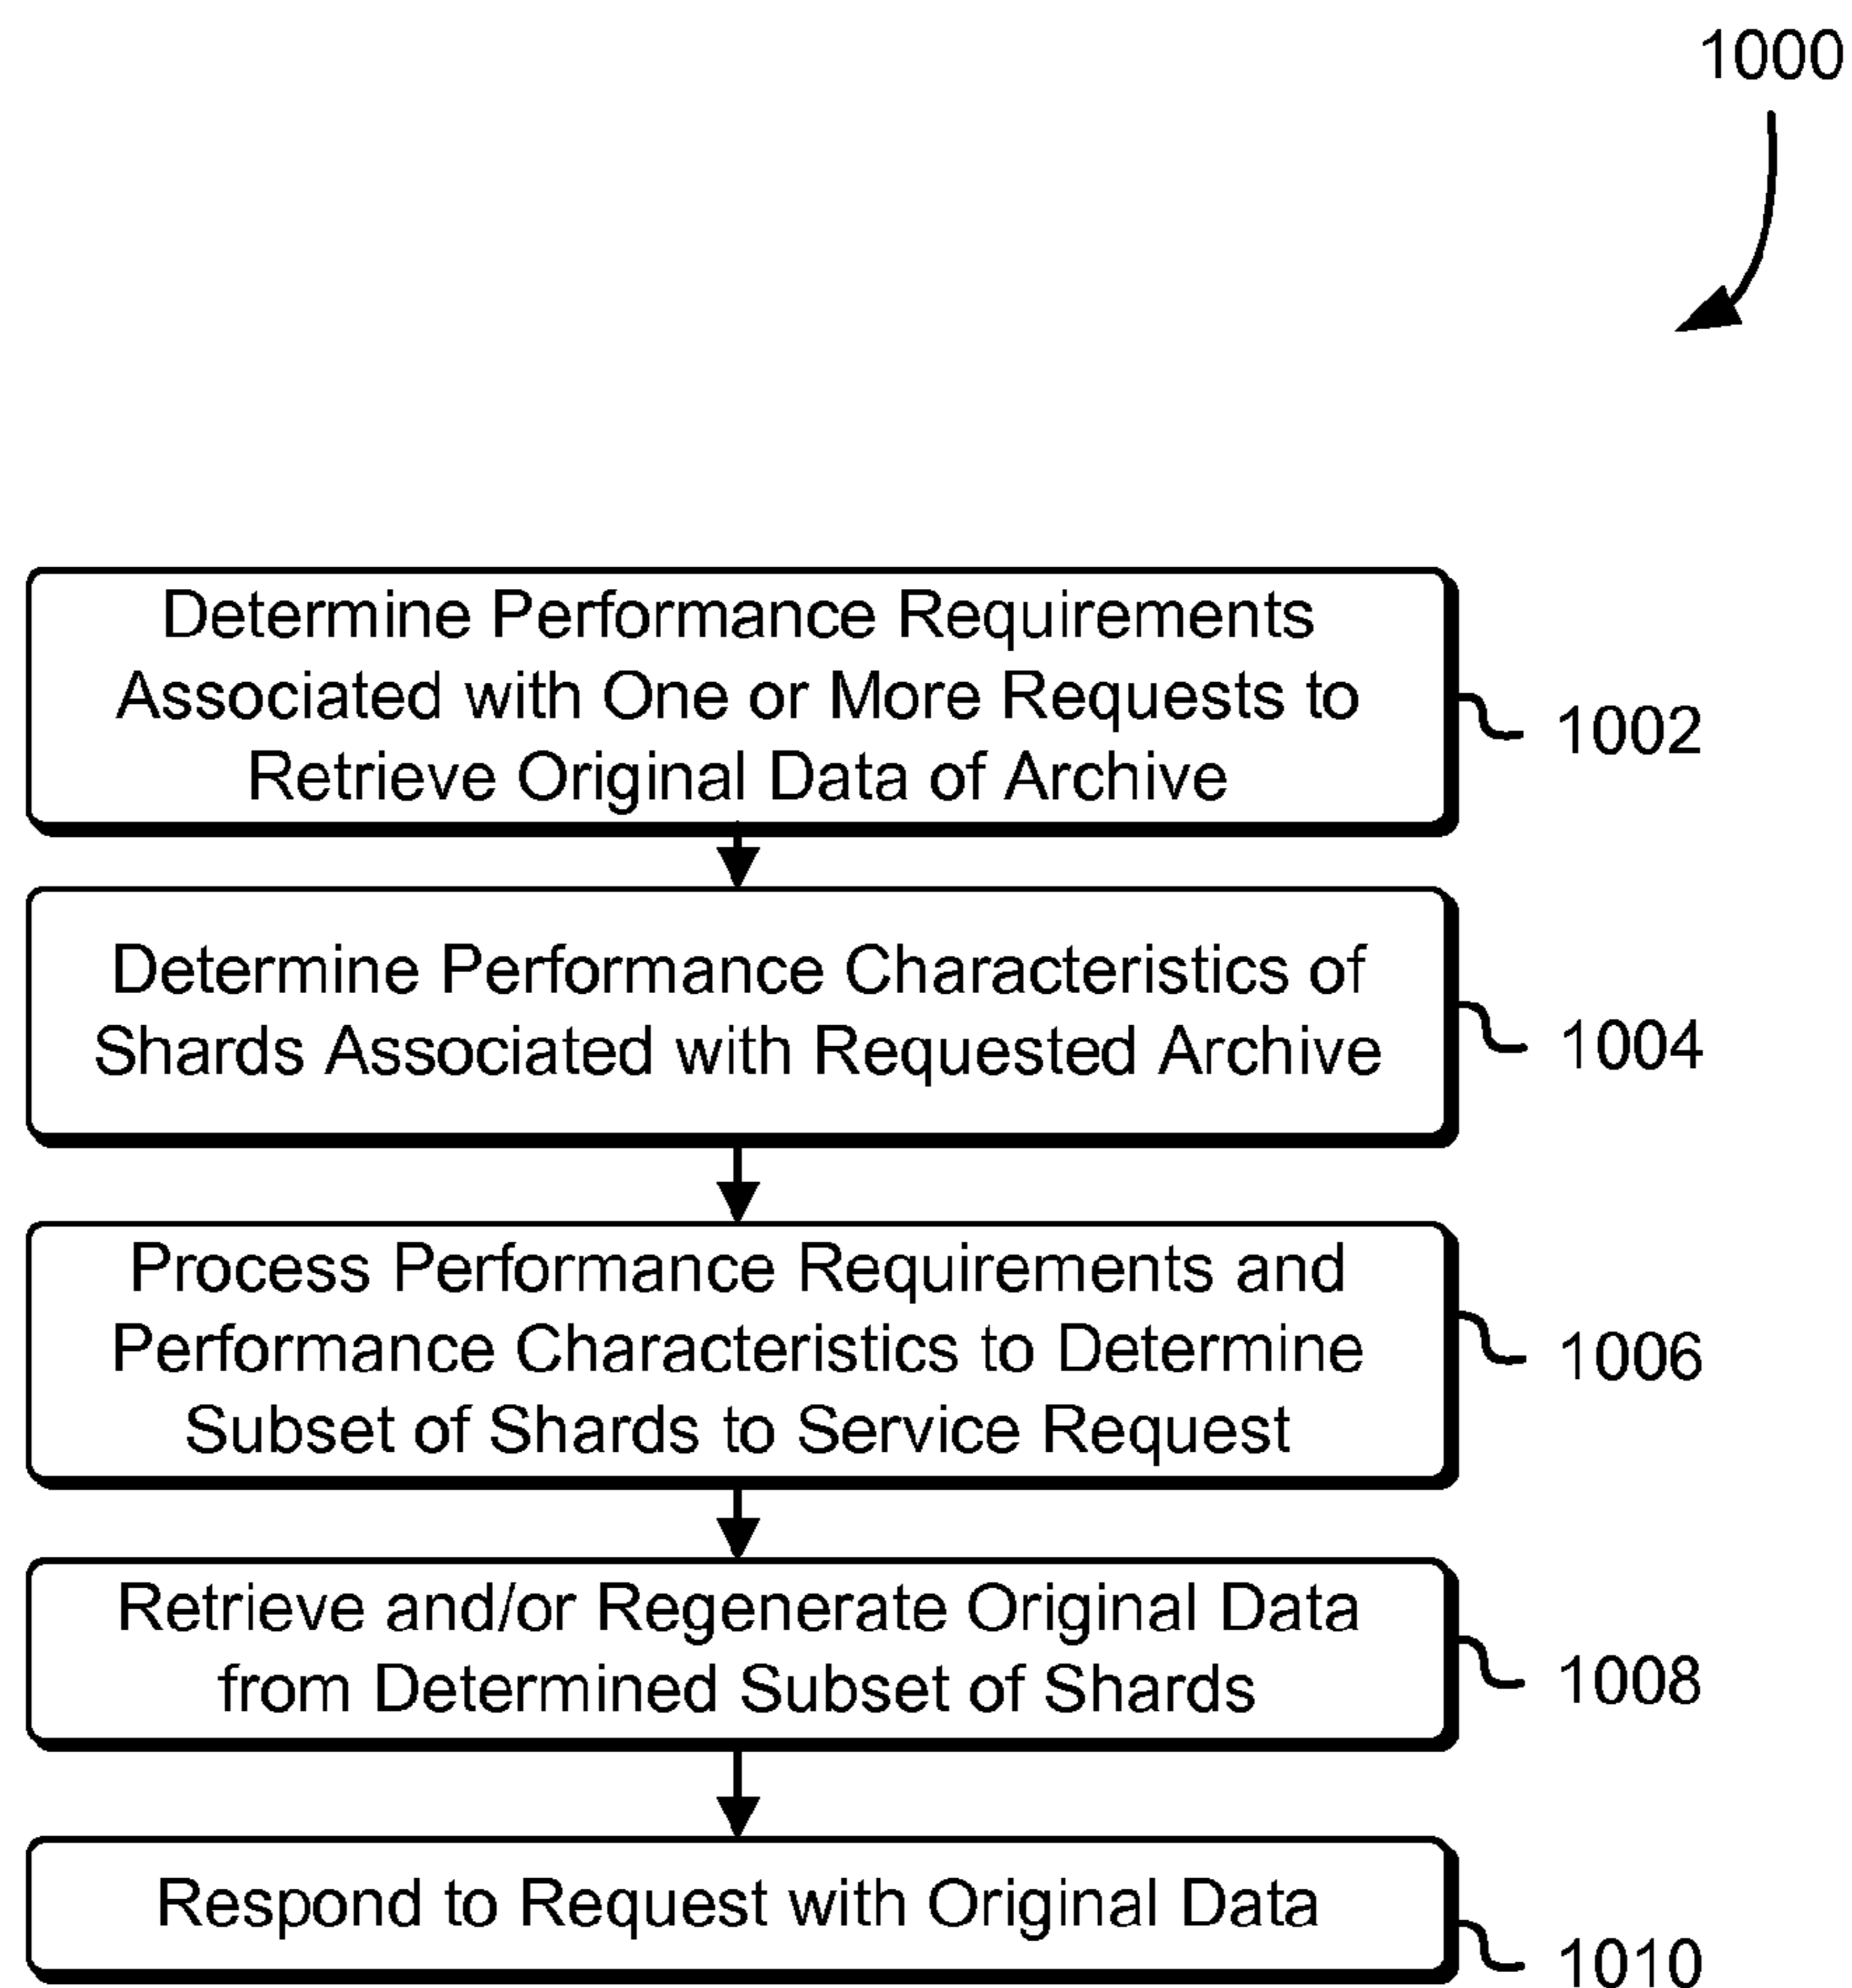 1000
Determine Performance Requirements
Associated with One or More Requests to
Retrieve Original Data of Archive
1002
Determine Performance Characteristics of
Shards Associated with Requested Archive
1004
Process Performance Requirements and
Performance Characteristics to Determine
Subset of Shards to Service Request
1006
Retrieve and/or Regenerate Original Data
from Determined Subset of Shards
1008
Respond to Request with Original Data
1010